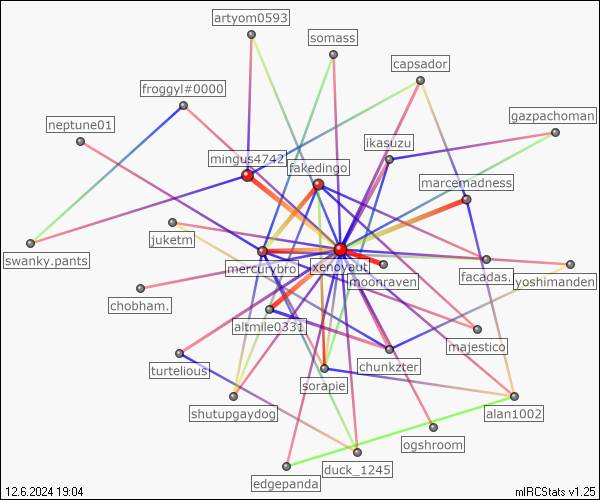 artyom0593
somass
capsador
froggyl#0000
gazpachoman
neptune01
ikasuzu
mingus4742
fakedingo
marcemadness
juketm
swanky.pants
mercurybro
xenoyaut
facadas.
yoshimanden
moonraven
chobham.
altmile0331
majestico
turtelious
chunkzter
sorapie
shutupgaydog
alan1002
ogshroom
duck_1245
edgepanda
12.6.2024 19:04
mIRCStats v1.25